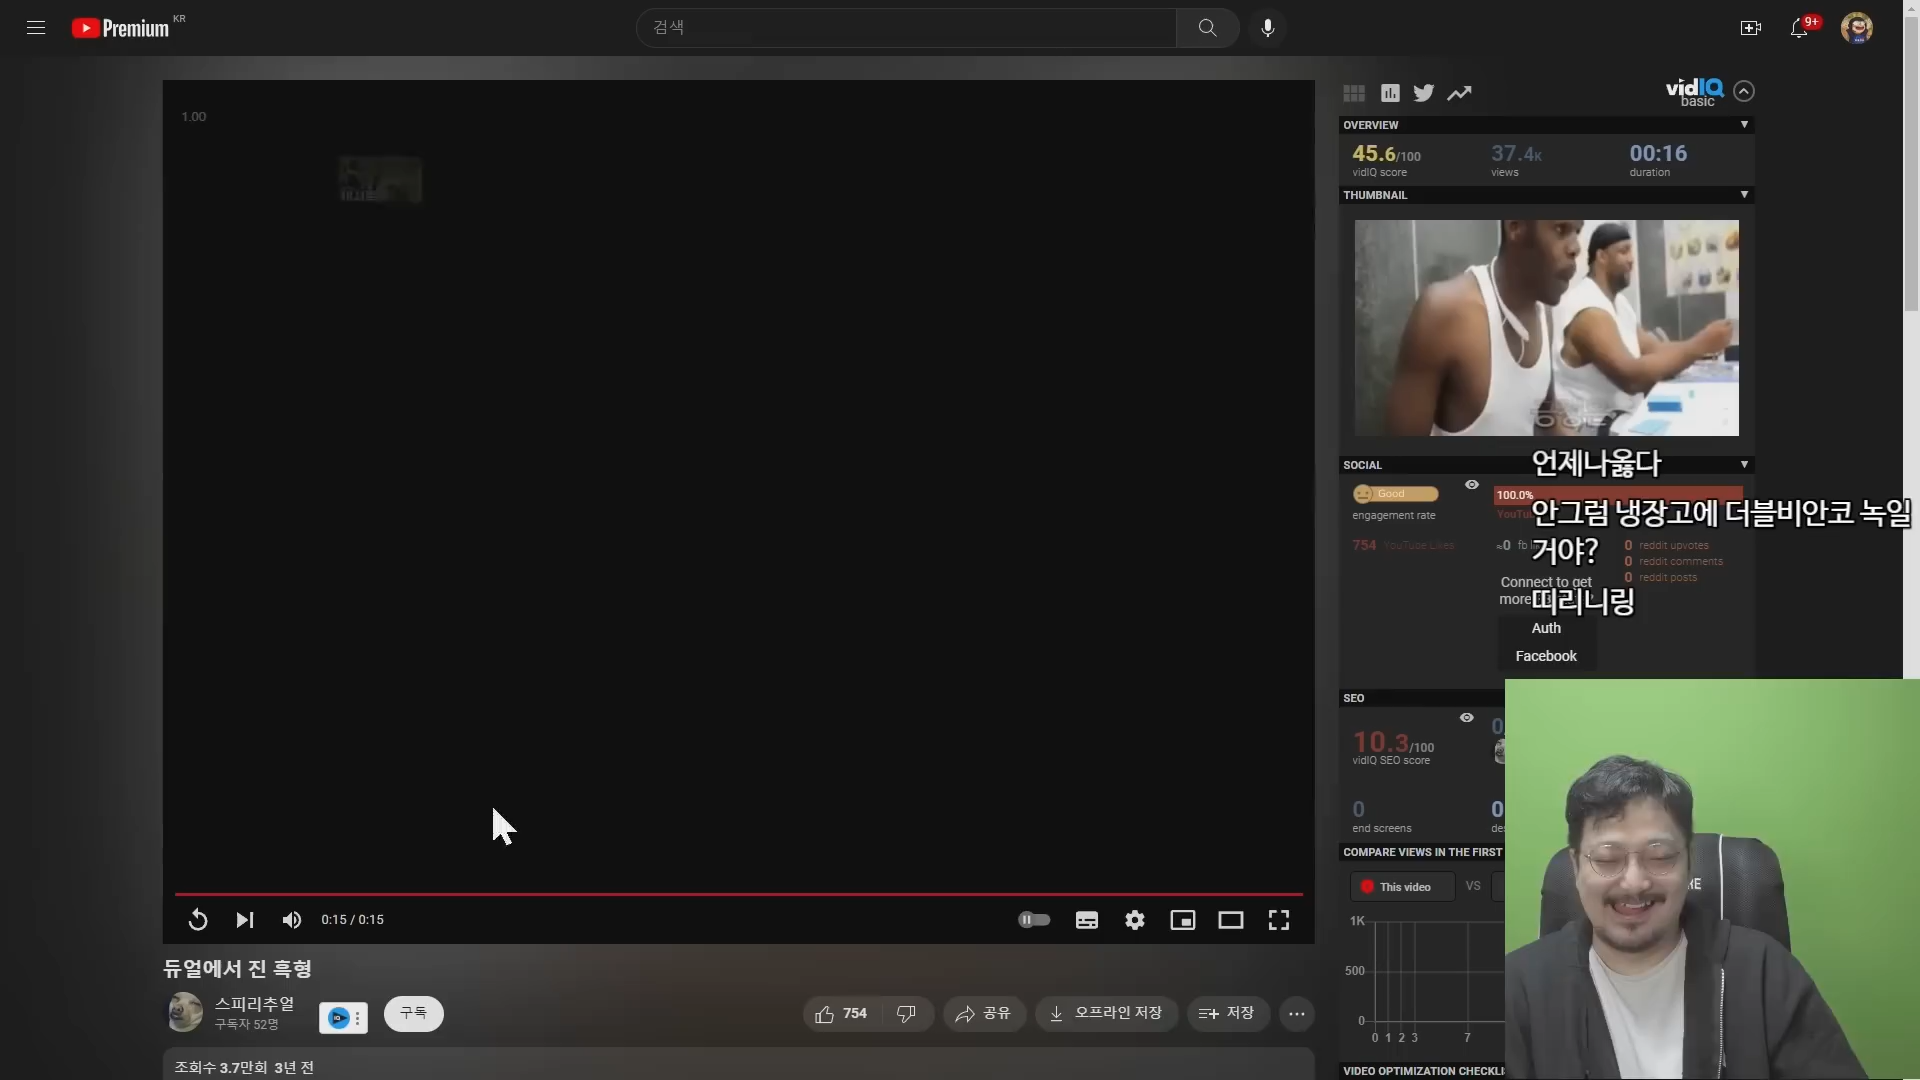 Premium KR
검색
9+
1.00
vidIQ
basic
OVERVIEW
45.6/100
vidIQ score
37.4K
views
00:16
duration
THUMBNAIL
SOCIAL
언제나옳다
Good
engagement rate
100.0%
안그럼 냉장고에 더블비안코 녹일
거야?
754 YouTube Likes
≈0 fb
0 reddit upvotes
0 reddit comments
0 reddit posts
Connect to get
more
띠리니링
Auth
Facebook
SEO
10.3/100
vidIQ SEO score
0
end screens
COMPARE VIEWS IN THE FIRST
This video
VS
1K
500
0
0 1 2 3 7
VIDEO OPTIMIZATION
0:15 / 0:15
듀얼에서 진 흑형
스피리추얼
구독자 52명
구독
754
공유
오프라인 저장
저장
조회수 3.7만회 3년 전